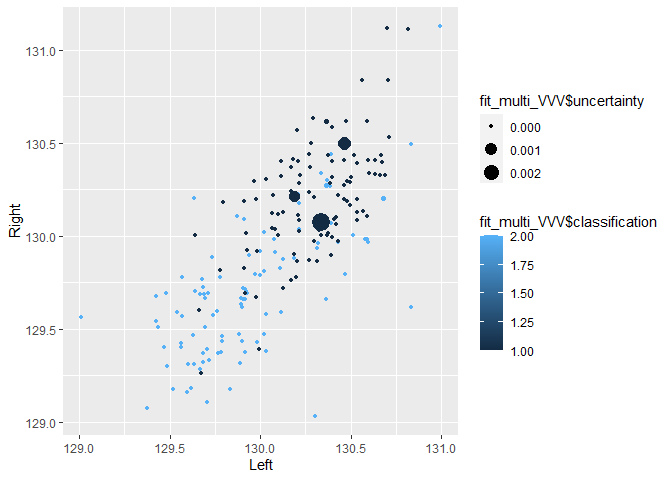 131.0
130.5
130.0
129.5
129.0
Right
129.0 129.5 130.0 130.5 131.0
Left
fit_multi_VVV$uncertainty
0.000
0.001
0.002
fit_multi_VVV$classification
2.00
1.75
1.50
1.25
1.00